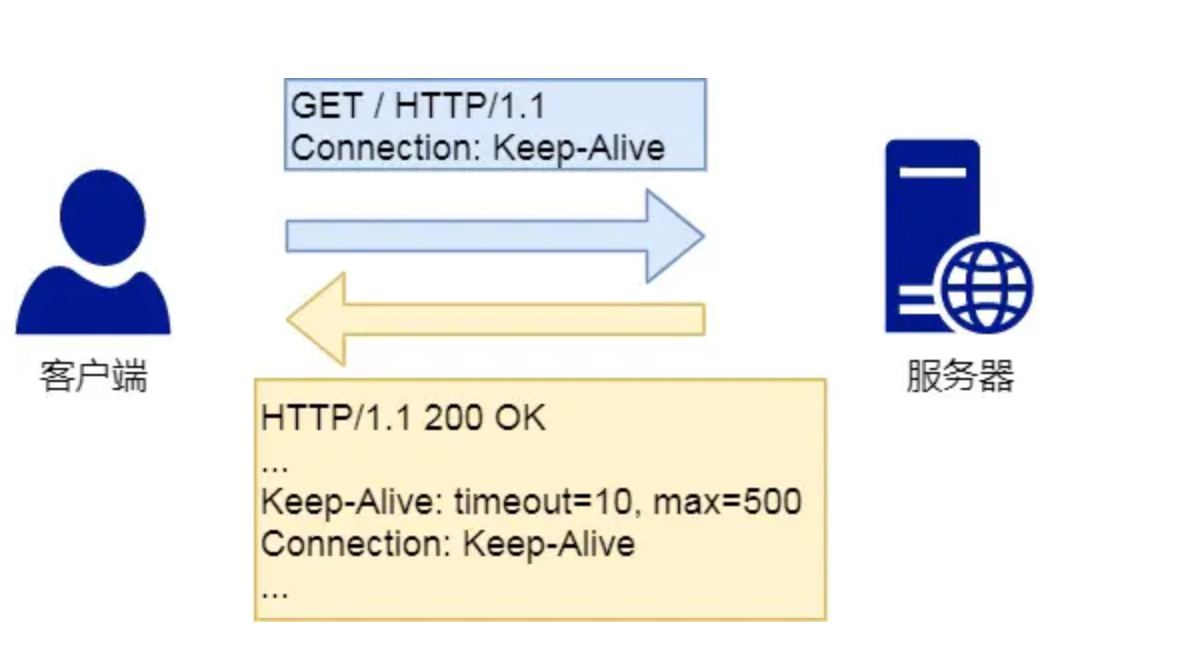 GET / HTTP/1.1
Connection: Keep-Alive
客户端
服务器
HTTP/1.1 200 OK
...
Keep-Alive: timeout=10, max=500
Connection: Keep-Alive
...